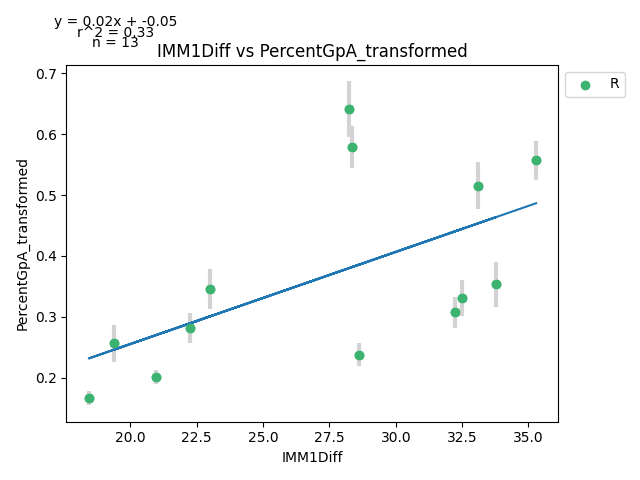 y = 0.02x + -0.05
r^2 = 0.33
n = 13
IMM1Diff vs PercentGpA_transformed
R
0.7
0.6
0.5
0.4
0.3
0.2
PercentGpA_transformed
20.0 22.5 25.0 27.5 30.0 32.5 35.0
IMM1Diff